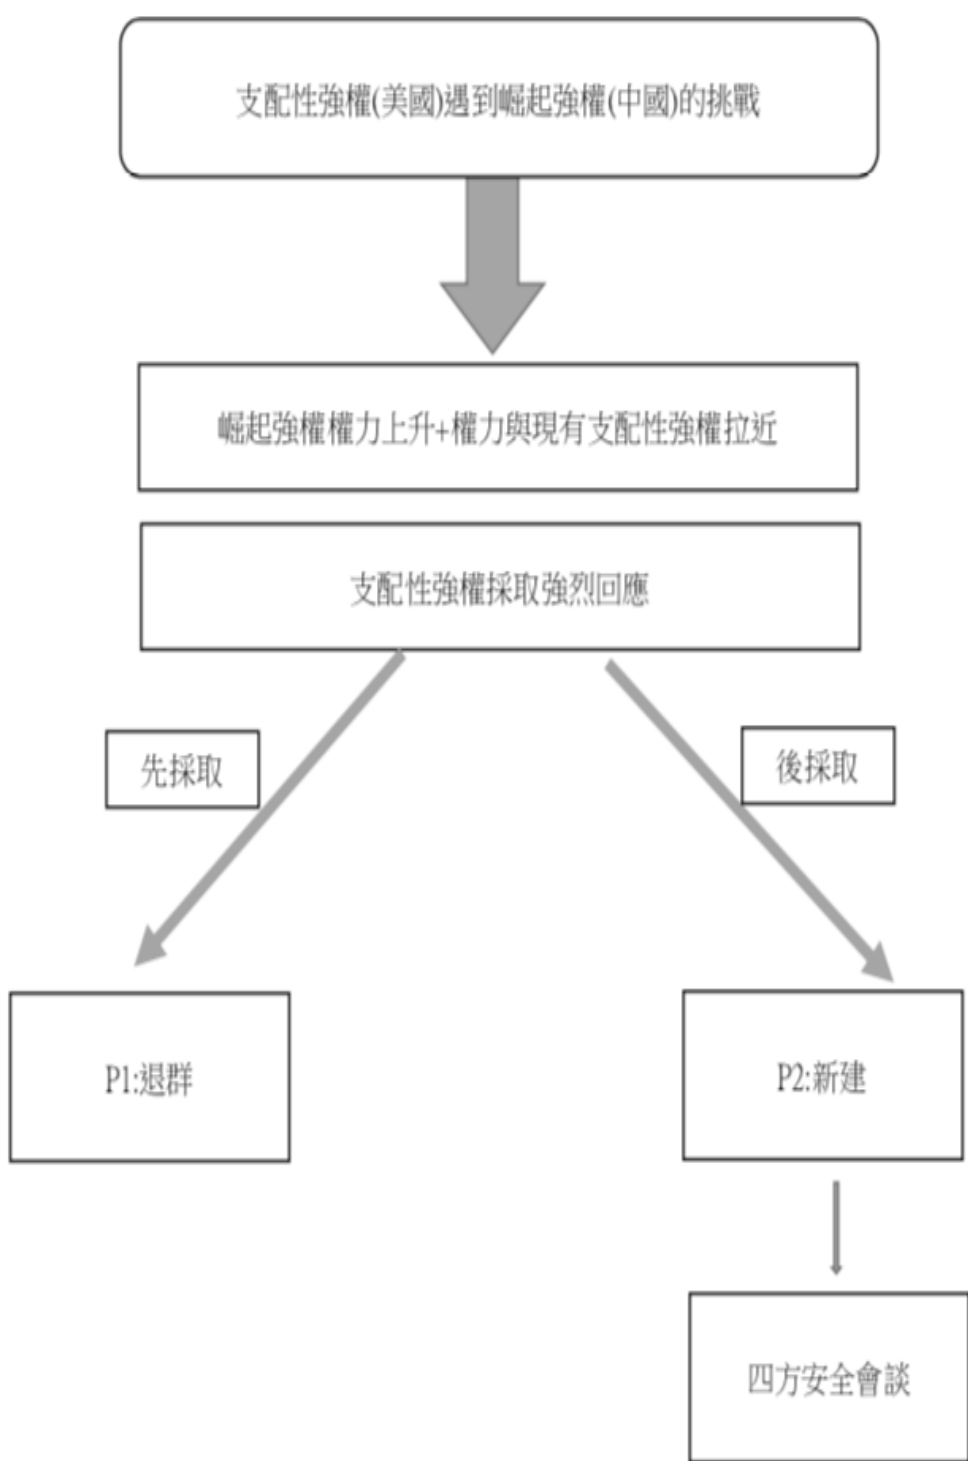 支配性強權(美國)遇到崛起強權(中國)的挑戰
崛起強權權力上升+權力與現有支配性強權拉近
支配性強權採取強烈回應
先採取
後採取
P1:退群
P2:新建
四方安全會談